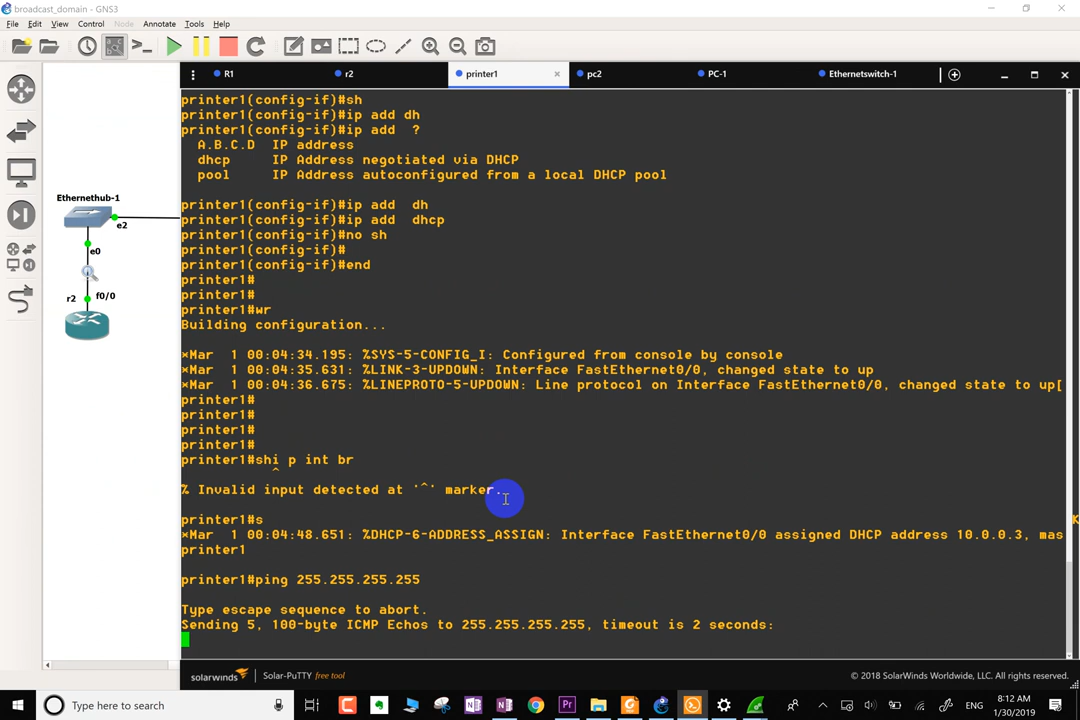 broadcast_domain - GNS3
File Edit View Control Node Annotate Tools Help
R1 r2 printer1 × pc2 PC-1 Ethernetswitch-1
printer1(config-if)#sh
printer1(config-if)#ip add dh
printer1(config-if)#ip add  ?
  A.B.C.D  IP address
  dhcp     IP Address negotiated via DHCP
  pool     IP Address autoconfigured from a local DHCP pool
printer1(config-if)#ip add  dh
printer1(config-if)#ip add  dhcp
printer1(config-if)#no sh
printer1(config-if)#
printer1(config-if)#end
printer1#
printer1#
printer1#wr
Building configuration...
*Mar  1 00:04:34.195: %SYS-5-CONFIG_I: Configured from console by console
*Mar  1 00:04:35.631: %LINK-3-UPDOWN: Interface FastEthernet0/0, changed state to up
*Mar  1 00:04:36.675: %LINEPROTO-5-UPDOWN: Line protocol on Interface FastEthernet0/0, changed state to up[
printer1#
printer1#
printer1#
printer1#
printer1#shi p int br
^
% Invalid input detected at '^' marker.
printer1#s
K
*Mar  1 00:04:48.651: %DHCP-6-ADDRESS_ASSIGN: Interface FastEthernet0/0 assigned DHCP address 10.0.0.3, mas
printer1
printer1#ping 255.255.255.255
Type escape sequence to abort.
Sending 5, 100-byte ICMP Echos to 255.255.255.255, timeout is 2 seconds:
Ethernethub-1
e2
e0
r2 f0/0
solarwinds Solar-PuTTY free tool © 2018 SolarWinds Worldwide, LLC. All rights reserved.
Type here to search
ENG
8:12 AM
1/30/2019